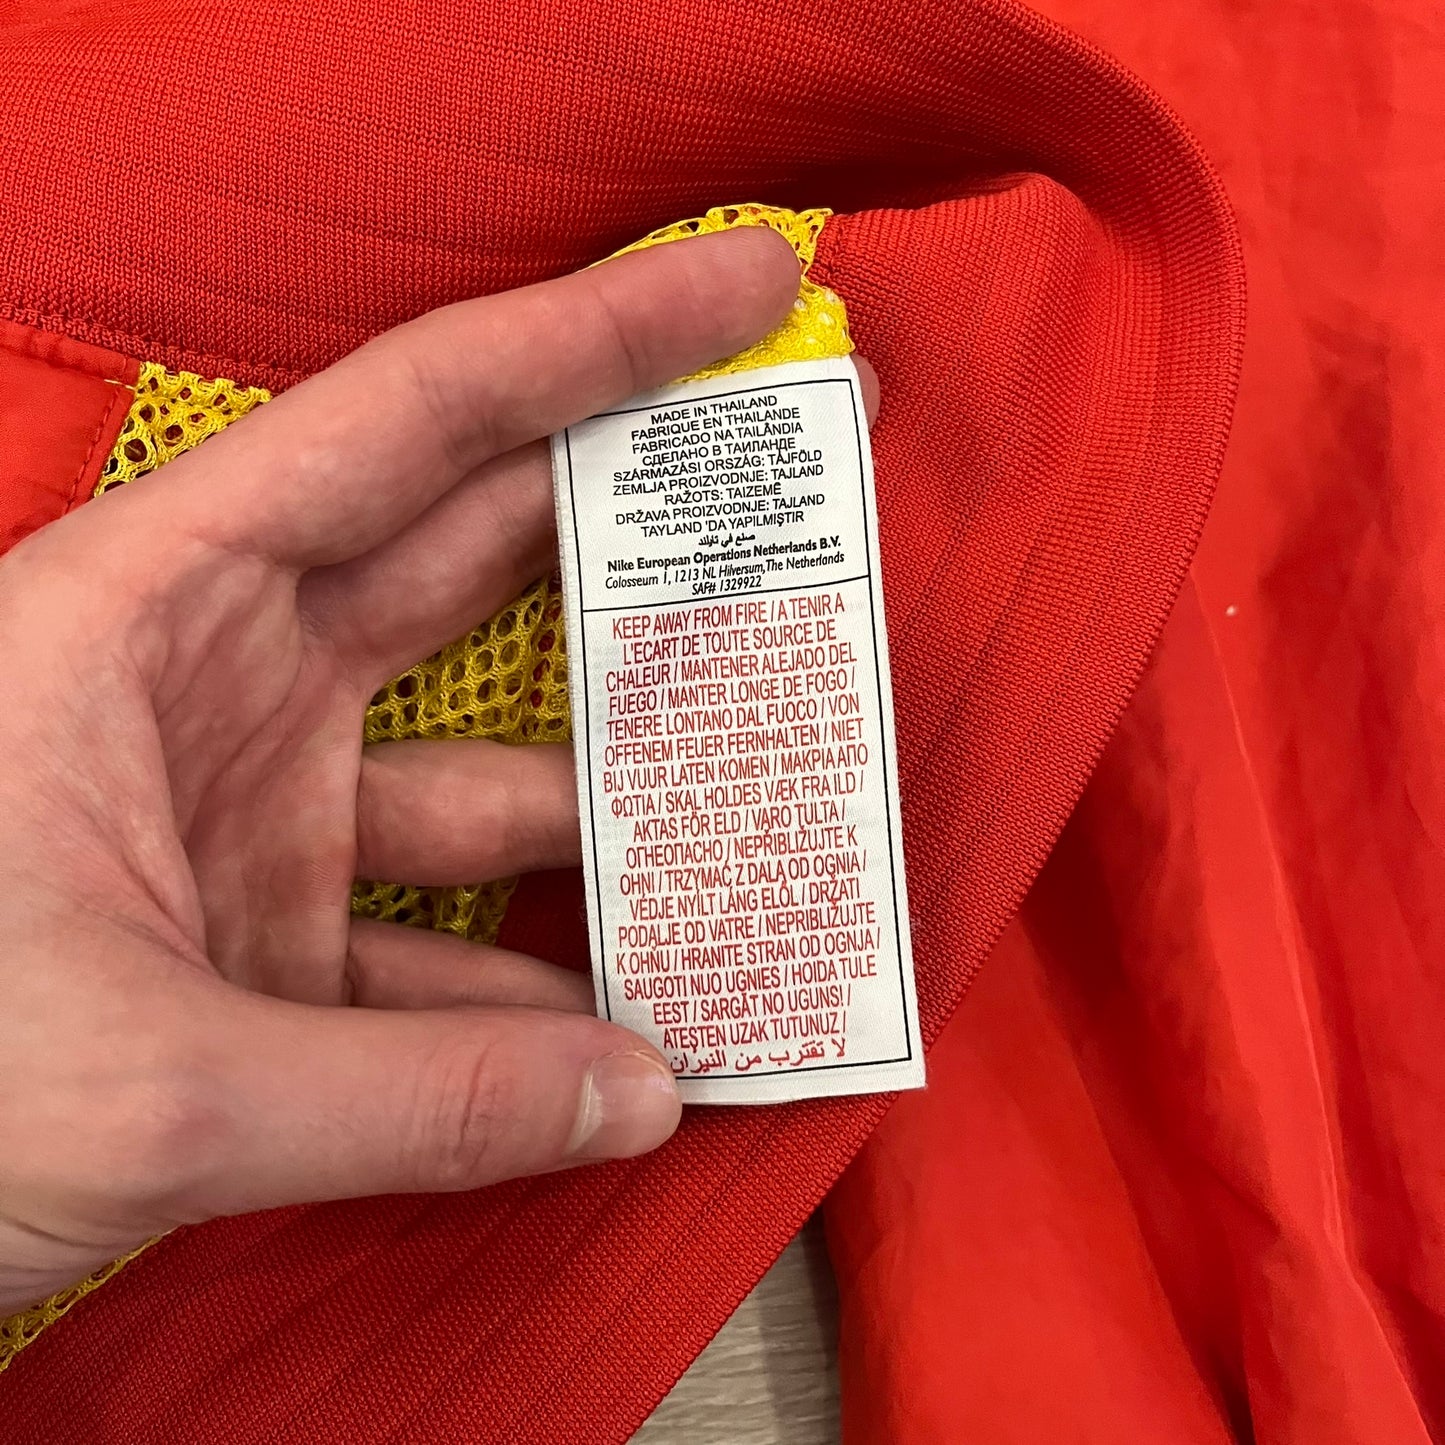 MADE IN THAILAND
FABRIQUE EN THAILANDE
FABRICADO NA TAILÂNDIA
СДЕЛАНО В ТАИЛАНДЕ
SZÁRMAZÁSI ORSZÁG: TÁJFÖLD
ZEMLJA PROIZVODNJE: TAJLAND
RAŽOTS: TAIZEMĒ
DRŽAVA PROIZVODNJE: TAJLAND
TAYLAND 'DA YAPILMIŞTIR
صنع في تايلند
Nike European Operations Netherlands B.V.
Colosseum 1, 1213 NL Hilversum,The Netherlands
SAF# 1329922
KEEP AWAY FROM FIRE / A TENIR A
L'ECART DE TOUTE SOURCE DE
CHALEUR / MANTENER ALEJADO DEL
FUEGO / MANTER LONGE DE FOGO /
TENERE LONTANO DAL FUOCO / VON
OFFENEM FEUER FERNHALTEN / NIET
BIJ VUUR LATEN KOMEN / ΜΑΚΡΙΑ ΑΠΟ
ΦΩΤΙΑ / SKAL HOLDES VÆK FRA ILD /
AKTAS FÖR ELD / VARO TULTA /
ОГНЕОПАСНО / NEPŘIBLIŽUJTE K
OHNI / TRZYMAĆ Z DALA OD OGNIA /
VÉDJE NYÍLT LÁNG ELÔL / DRŽATI
PODALJE OD VATRE / NEPRIBLIŽUJTE
K OHŇU / HRANITE STRAN OD OGNJA /
SAUGOTI NUO UGNIES / HOIDA TULE
EEST / SARGĀT NO UGUNS! /
ATEŞTEN UZAK TUTUNUZ /
لا تقترب من النيران